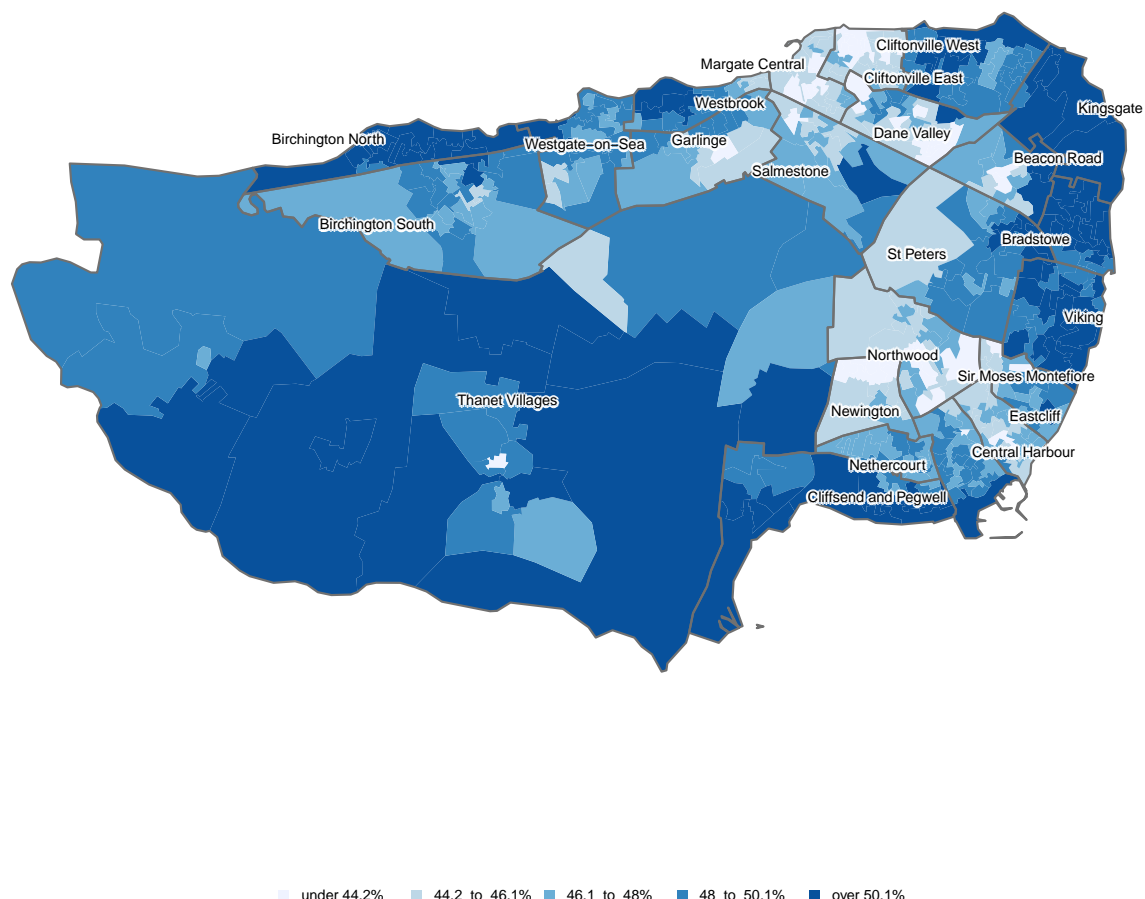 Cliftonville West
Margate Central
Cliftonville East
Westbrook
Kingsgate
Birchington North
Dane Valley
Westgate-on-Sea
Garlinge
Beacon Road
Salmestone
Birchington South
Bradstowe
St Peters
Viking
Northwood
Sir Moses Montefiore
Thanet Villages
Newington
Eastcliff
Central Harbour
Nethercourt
Cliffsend and Pegwell
under 44.2% 44.2 to 46.1% 46.1 to 48% 48 to 50.1% over 50.1%